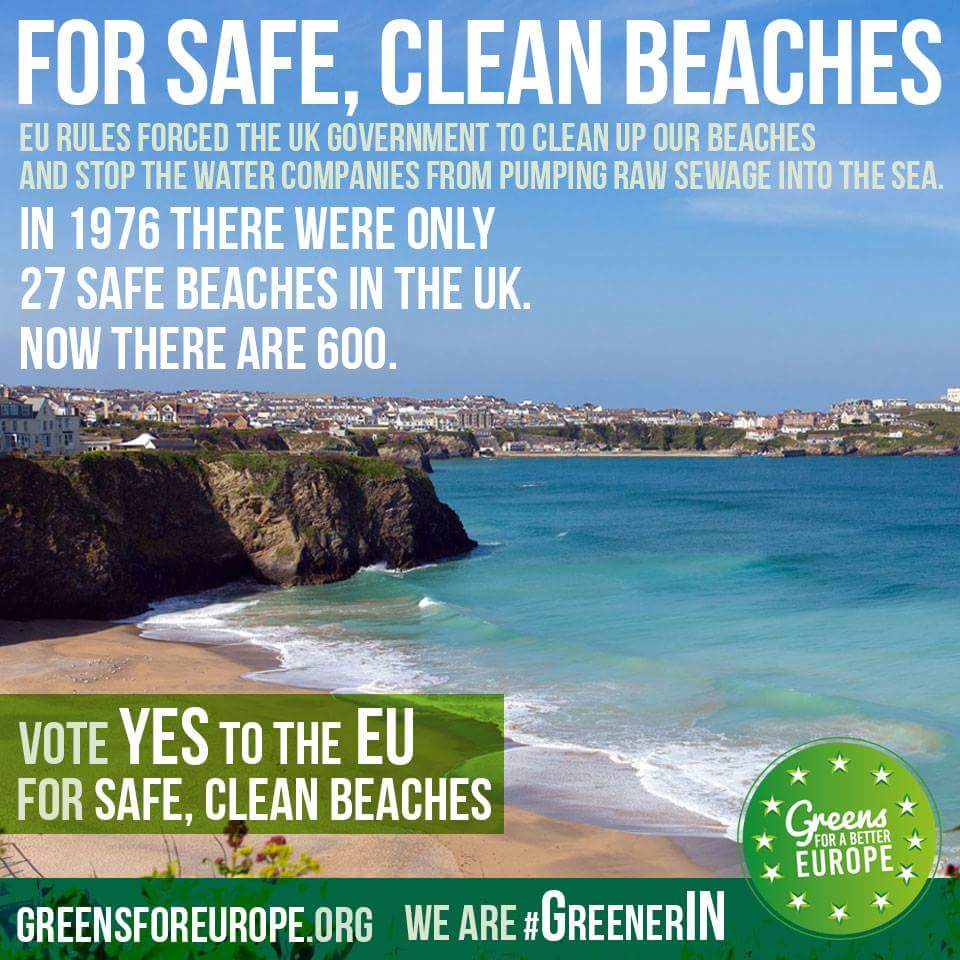 FOR SAFE, CLEAN BEACHES
EU RULES FORCED THE UK GOVERNMENT TO CLEAN UP OUR BEACHES
AND STOP THE WATER COMPANIES FROM PUMPING RAW SEWAGE INTO THE SEA.
IN 1976 THERE WERE ONLY
27 SAFE BEACHES IN THE UK.
NOW THERE ARE 600.
VOTE YES TO THE EU
FOR SAFE, CLEAN BEACHES
Greens
FOR A BETTER
EUROPE
GREENSFOREUROPE.ORG WE ARE #GREENERIN